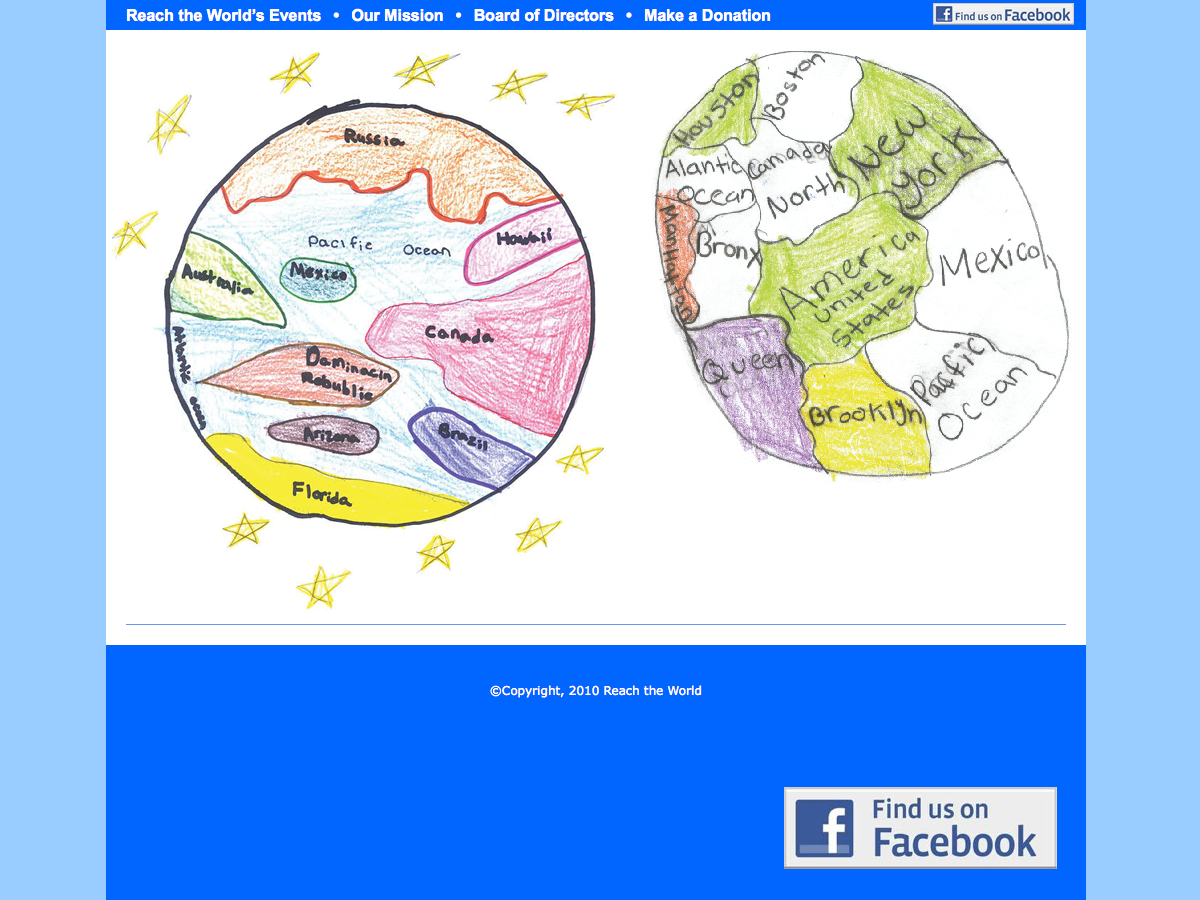 Reach the World's Events • Our Mission • Board of Directors • Make a Donation
Find us on Facebook
Russia
Pacific Ocean
Hawaii
Australia
Mexico
Canada
Atlantic ocean
Dominacin
Rebublic
Arizona
Brazil
Florida
Houston
Boston
New
York
Alantic
Ocean
Camada
North
Manhattan
Bronx
America
united
states
Mexico
Queen
Brooklyn
Pacific
Ocean
©Copyright, 2010 Reach the World
Find us on
Facebook